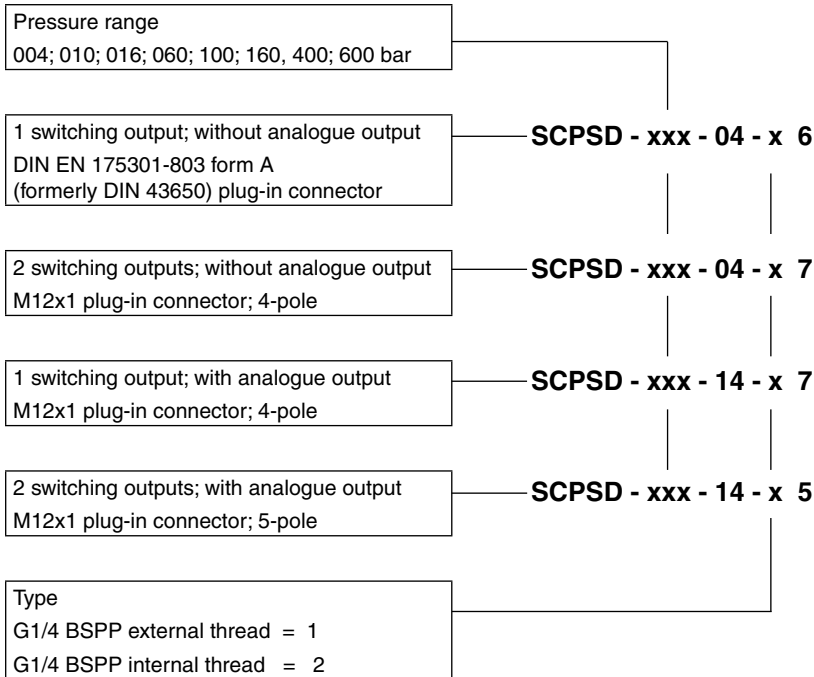 Pressure range
004; 010; 016; 060; 100; 160, 400; 600 bar
1 switching output; without analogue output
DIN EN 175301-803 form A
(formerly DIN 43650) plug-in connector
SCPSD - xxx - 04 - x 6
2 switching outputs; without analogue output
M12x1 plug-in connector; 4-pole
SCPSD - xxx - 04 - x 7
1 switching output; with analogue output
M12x1 plug-in connector; 4-pole
SCPSD - xxx - 14 - x 7
2 switching outputs; with analogue output
M12x1 plug-in connector; 5-pole
SCPSD - xxx - 14 - x 5
Type
G1/4 BSPP external thread = 1
G1/4 BSPP internal thread = 2